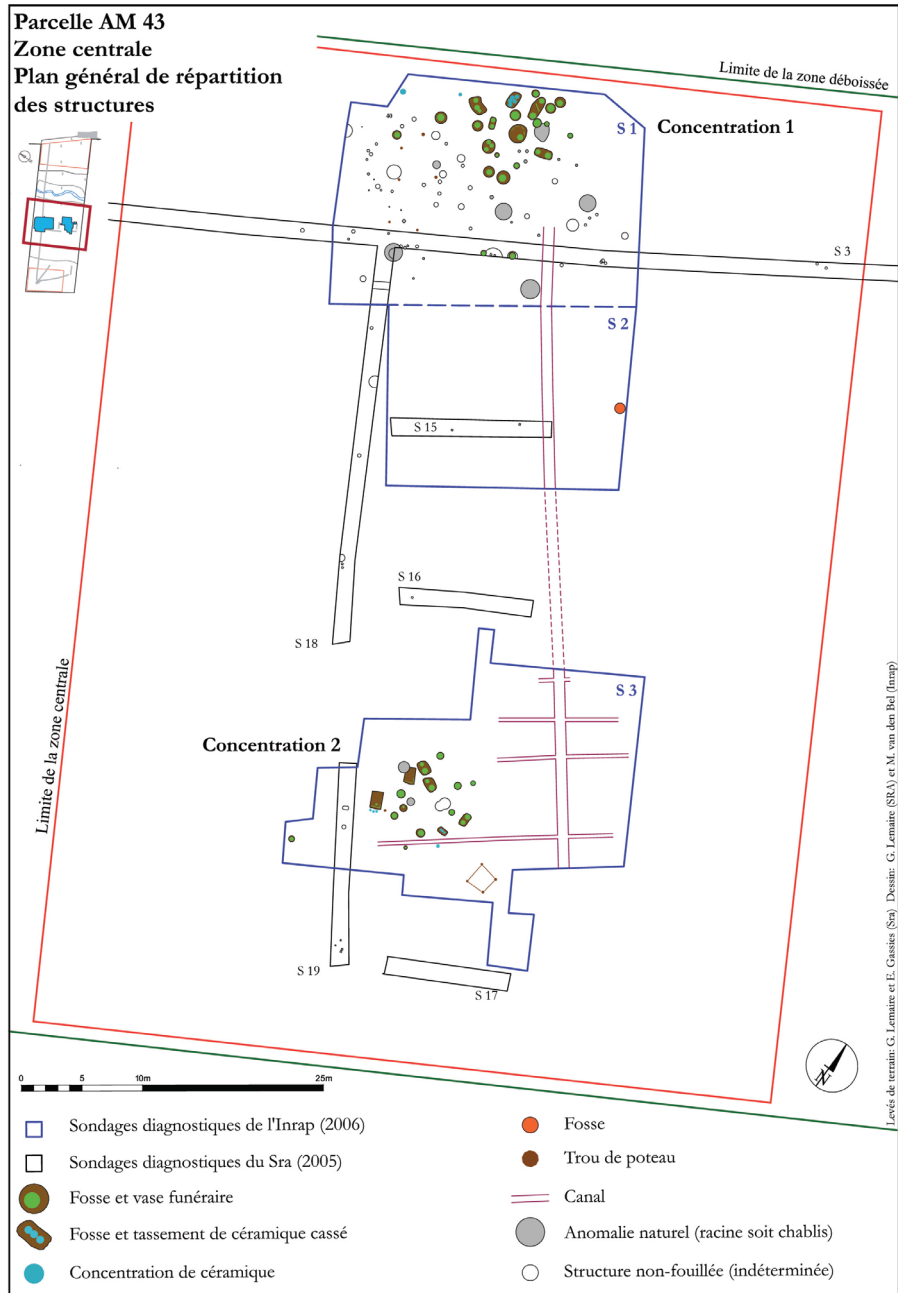 Parcelle AM 43
Zone centrale
Plan général de répartition
des structures
Limite de la zone déboissée
S 1
Concentration 1
40
S 3
S 2
S 15
S 16
S 18
S 3
Concentration 2
Limite de la zone centrale
S 19
S 17
N
Levés de terrain: G. Lemaire et E. Gassies (Sra) Dessin: G. Lemaire (SRA) et M. van den Bel (Inrap)
0 5 10m 25m
Sondages diagnostiques de l'Inrap (2006)
Sondages diagnostiques du Sra (2005)
Fosse et vase funéraire
Fosse et tassement de céramique cassé
Concentration de céramique
Fosse
Trou de poteau
Canal
Anomalie naturel (racine soit chablis)
Structure non-fouillée (indéterminée)